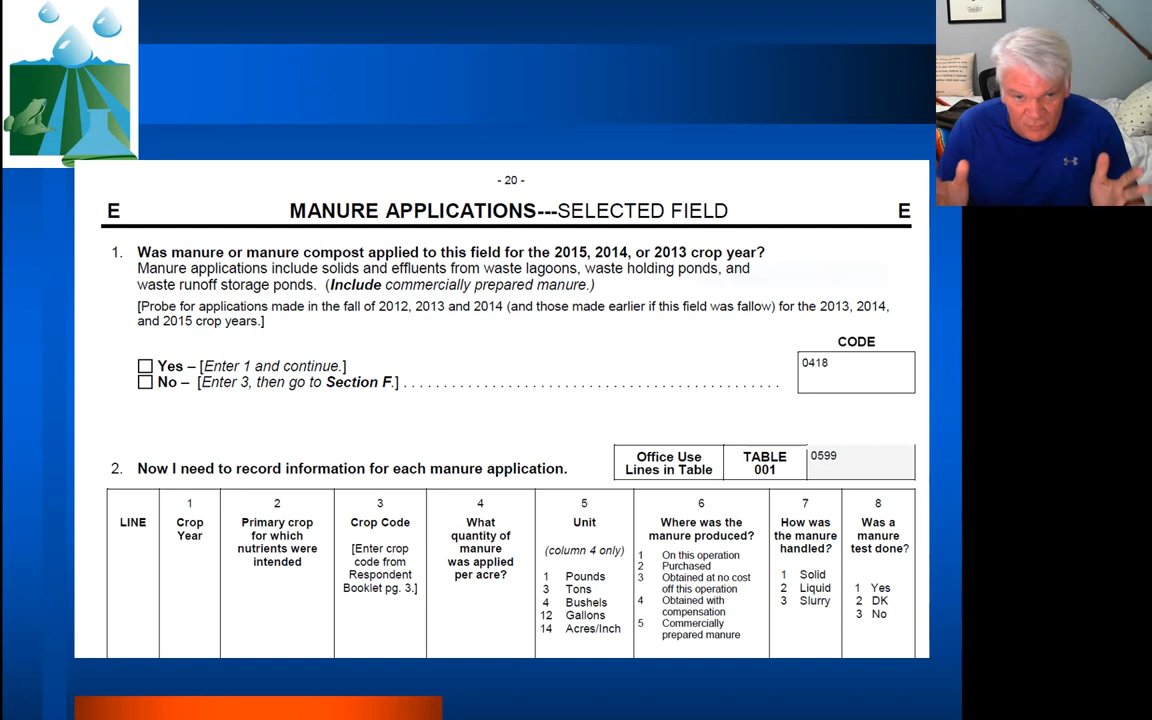 - 20 -
E MANURE APPLICATIONS---SELECTED FIELD E
1. Was manure or manure compost applied to this field for the 2015, 2014, or 2013 crop year?
Manure applications include solids and effluents from waste lagoons, waste holding ponds, and
waste runoff storage ponds. (Include commercially prepared manure.)
[Probe for applications made in the fall of 2012, 2013 and 2014 (and those made earlier if this field was fallow) for the 2013, 2014,
and 2015 crop years.]
CODE
0418
Yes – [Enter 1 and continue.]
No – [Enter 3, then go to Section F.] . . . . . . . . . . . . . . . . . . . . . . . . . . . . . . . . . . . . . . . . . . . . . . . . . .
2. Now I need to record information for each manure application.
Office Use
Lines in Table
TABLE
001
0599
LINE
1
Crop
Year
2
Primary crop
for which
nutrients were
intended
3
Crop Code
[Enter crop
code from
Respondent
Booklet pg. 3.]
4
What
quantity of
manure
was applied
per acre?
5
Unit
(column 4 only)
1 Pounds
3 Tons
4 Bushels
12 Gallons
14 Acres/Inch
6
Where was the
manure produced?
1 On this operation
2 Purchased
3 Obtained at no cost
off this operation
4 Obtained with
compensation
5 Commercially
prepared manure
7
How was
the manure
handled?
1 Solid
2 Liquid
3 Slurry
8
Was a
manure
test done?
1 Yes
2 DK
3 No